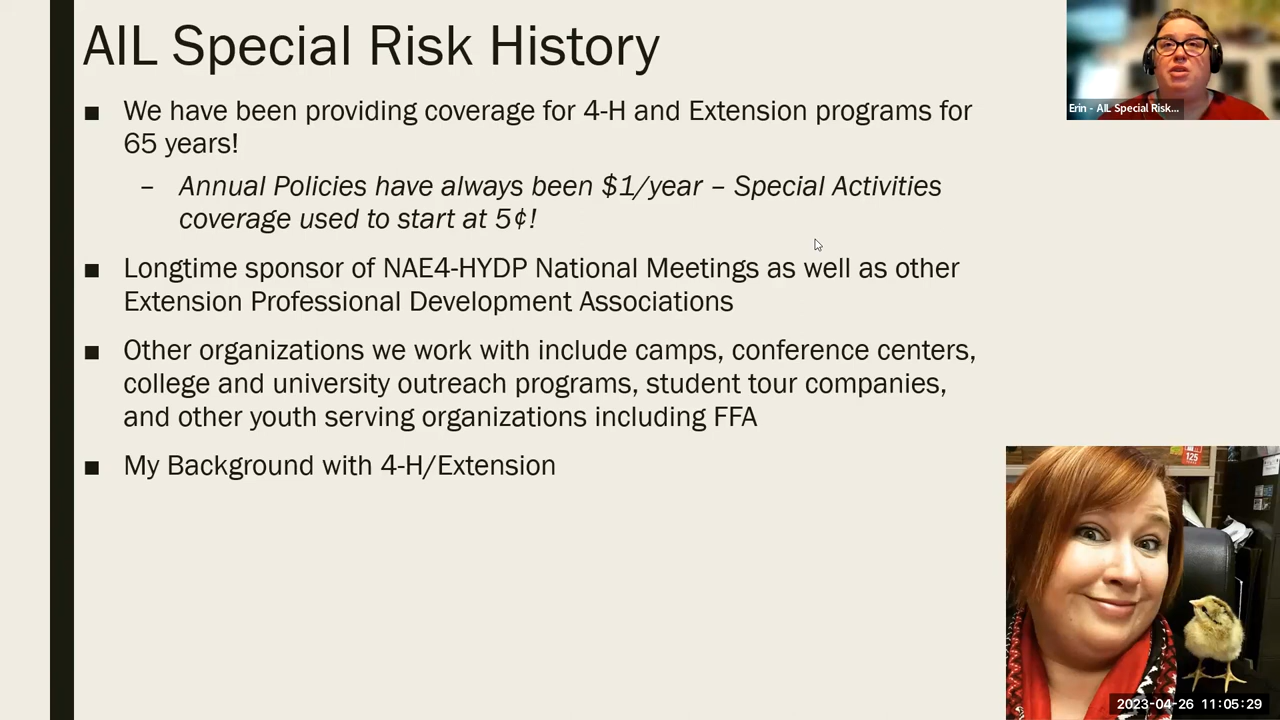 AIL Special Risk History
■ We have been providing coverage for 4-H and Extension programs for
65 years!
– Annual Policies have always been $1/year – Special Activities
coverage used to start at 5¢!
■ Longtime sponsor of NAE4-HYDP National Meetings as well as other
Extension Professional Development Associations
■ Other organizations we work with include camps, conference centers,
college and university outreach programs, student tour companies,
and other youth serving organizations including FFA
■ My Background with 4-H/Extension
Erin - AIL Special Risk...
125
2023-04-26 11:05:29